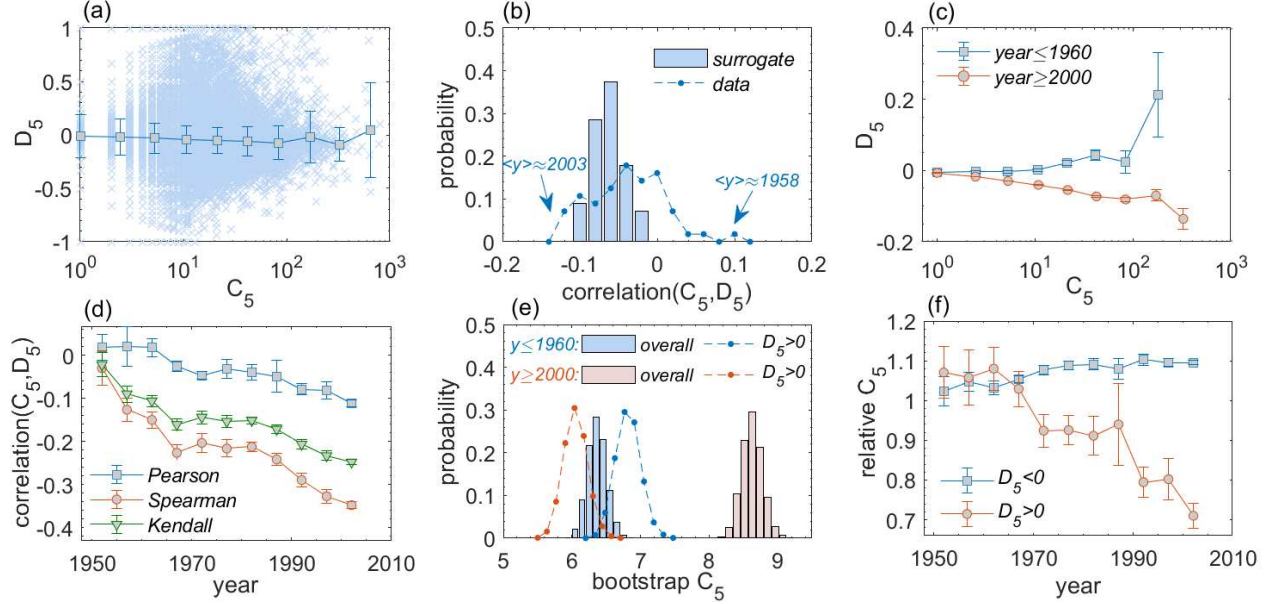 (a)
1
0.5
0
-0.5
-1
D5
10^0 10^1 10^2 10^3
C5
(b)
0.5
0.4
0.3
0.2
0.1
0
probability
surrogate
data
<y>≈2003
<y>≈1958
-0.2 -0.1 0 0.1 0.2
correlation(C5,D5)
(c)
0.4
0.2
0
-0.2
D5
year≤1960
year≥2000
10^0 10^1 10^2 10^3
C5
(d)
0
-0.1
-0.2
-0.3
-0.4
correlation(C5,D5)
Pearson
Spearman
Kendall
1950 1970 1990 2010
year
(e)
0.5
0.4
0.3
0.2
0.1
0
probability
y≤1960: overall D5>0
y≥2000: overall D5>0
5 6 7 8 9
bootstrap C5
(f)
1.2
1.1
1
0.9
0.8
0.7
relative C5
D5<0
D5>0
1950 1970 1990 2010
year